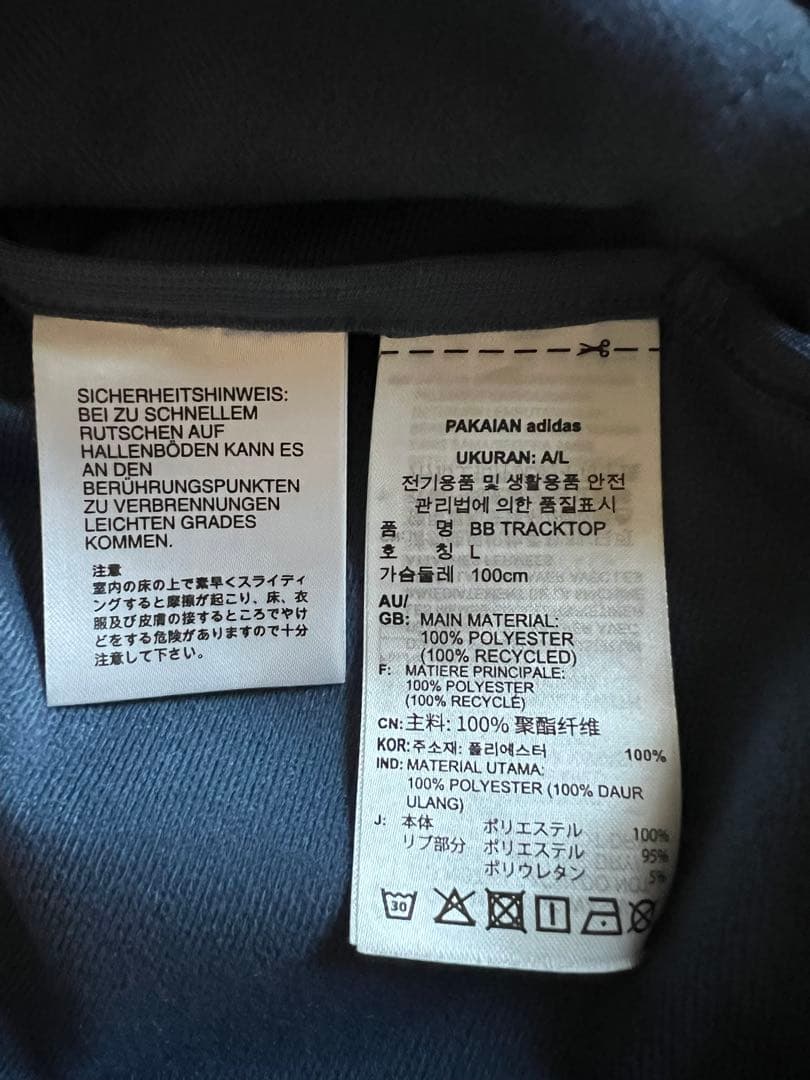 SICHERHEITSHINWEIS:
BEI ZU SCHNELLEM
RUTSCHEN AUF
HALLENBÖDEN KANN ES
AN DEN
BERÜHRUNGSPUNKTEN
ZU VERBRENNUNGEN
LEICHTEN GRADES
KOMMEN.
注意
室内の床の上で素早くスライディ
ングすると摩擦が起こり、床、衣
服及び皮膚の接するところでやけ
どをする危険がありますので十分
注意して下さい。
PAKAIAN adidas
UKURAN: A/L
전기용품 및 생활용품 안전
관리법에 의한 품질표시
품 명 BB TRACKTOP
호 칭 L
가슴둘레 100cm
AU/
GB: MAIN MATERIAL:
100% POLYESTER
(100% RECYCLED)
F: MATIERE PRINCIPALE:
100% POLYESTER
(100% RECYCLÉ)
CN: 主料: 100% 聚酯纤维
KOR: 주소재: 폴리에스터 100%
IND: MATERIAL UTAMA:
100% POLYESTER (100% DAUR
ULANG)
J: 本体 ポリエステル 100%
リブ部分 ポリエステル 95%
ポリウレタン 5%
30